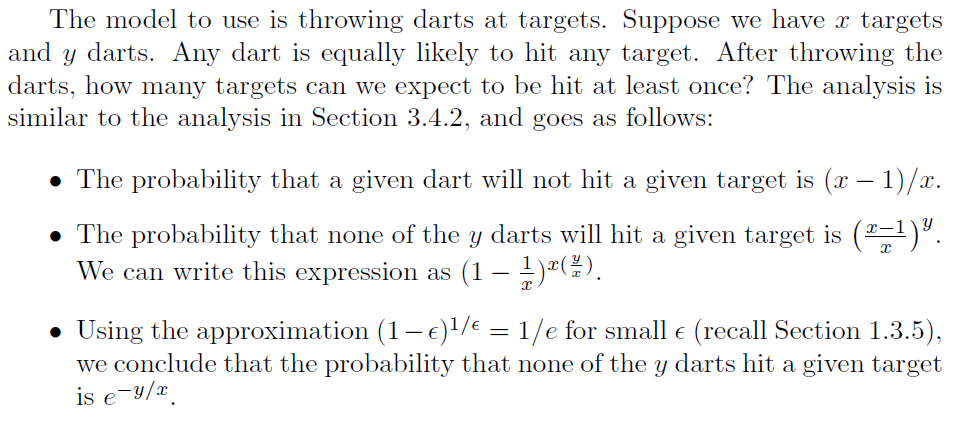 The model to use is throwing darts at targets. Suppose we have x targets
and y darts. Any dart is equally likely to hit any target. After throwing the
darts, how many targets can we expect to be hit at least once? The analysis is
similar to the analysis in Section 3.4.2, and goes as follows:
• The probability that a given dart will not hit a given target is (x − 1)/x.
• The probability that none of the y darts will hit a given target is $\left(\frac{x-1}{x}\right)^y$.
We can write this expression as $(1 - \frac{1}{x})^{x(\frac{y}{x})}$.
• Using the approximation $(1-\epsilon)^{1/\epsilon} = 1/e$ for small ϵ (recall Section 1.3.5),
we conclude that the probability that none of the y darts hit a given target
is $e^{-y/x}$.